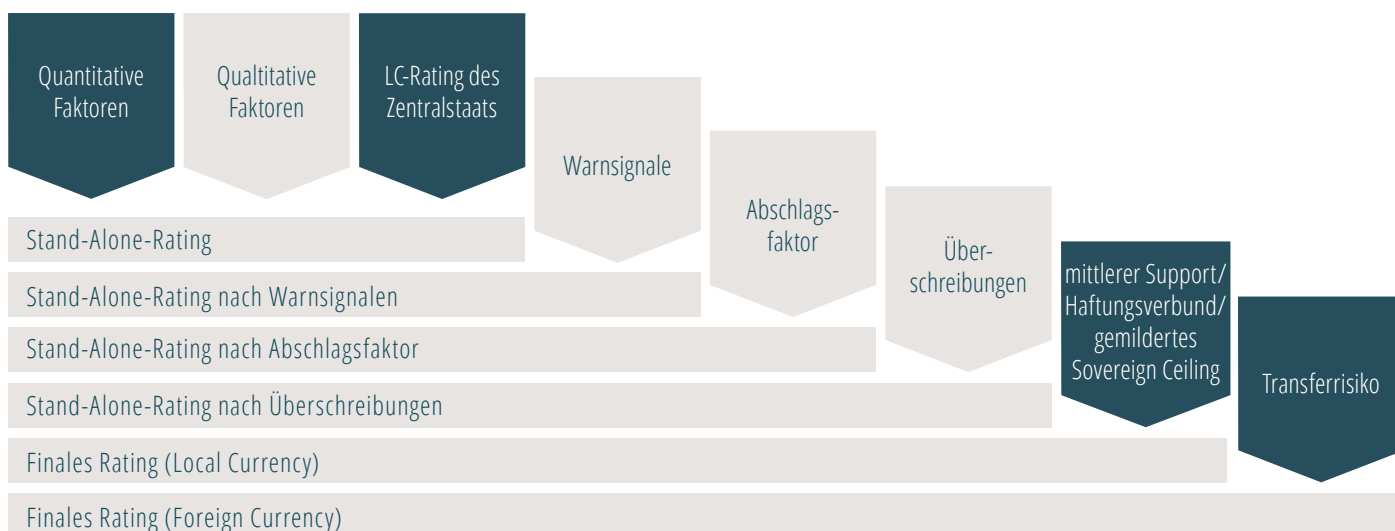 Quantitative
Faktoren
Qualtitative
Faktoren
LC-Rating des
Zentralstaats
Warnsignale
Abschlags-
faktor
Über-
schreibungen
mittlerer Support/
Haftungsverbund/
gemildertes
Sovereign Ceiling
Transferrisiko
Stand-Alone-Rating
Stand-Alone-Rating nach Warnsignalen
Stand-Alone-Rating nach Abschlagsfaktor
Stand-Alone-Rating nach Überschreibungen
Finales Rating (Local Currency)
Finales Rating (Foreign Currency)